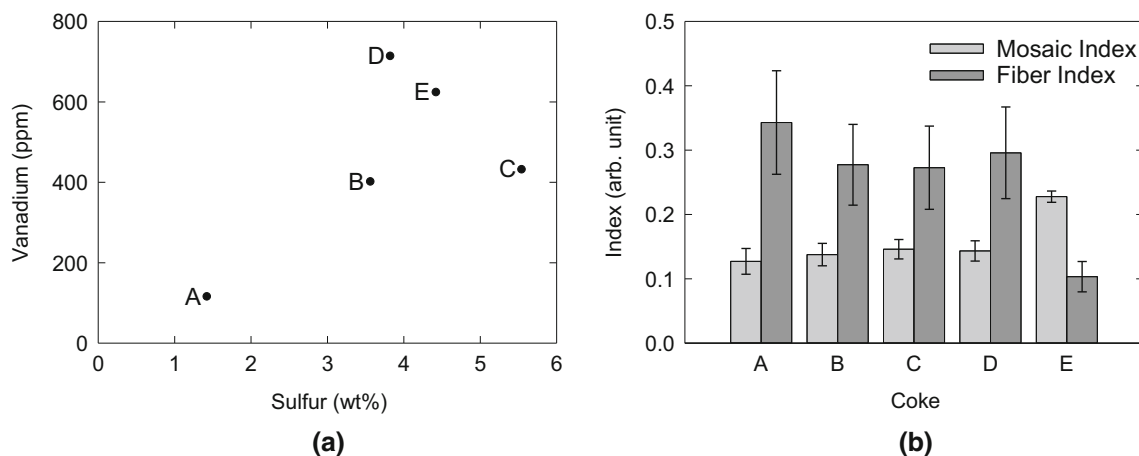 800
600
400
200
0
Vanadium (ppm)
D
E
B
C
A
0 1 2 3 4 5 6
Sulfur (wt%)
(a)
0.5
0.4
0.3
0.2
0.1
0.0
Index (arb. unit)
Mosaic Index
Fiber Index
A B C D E
Coke
(b)